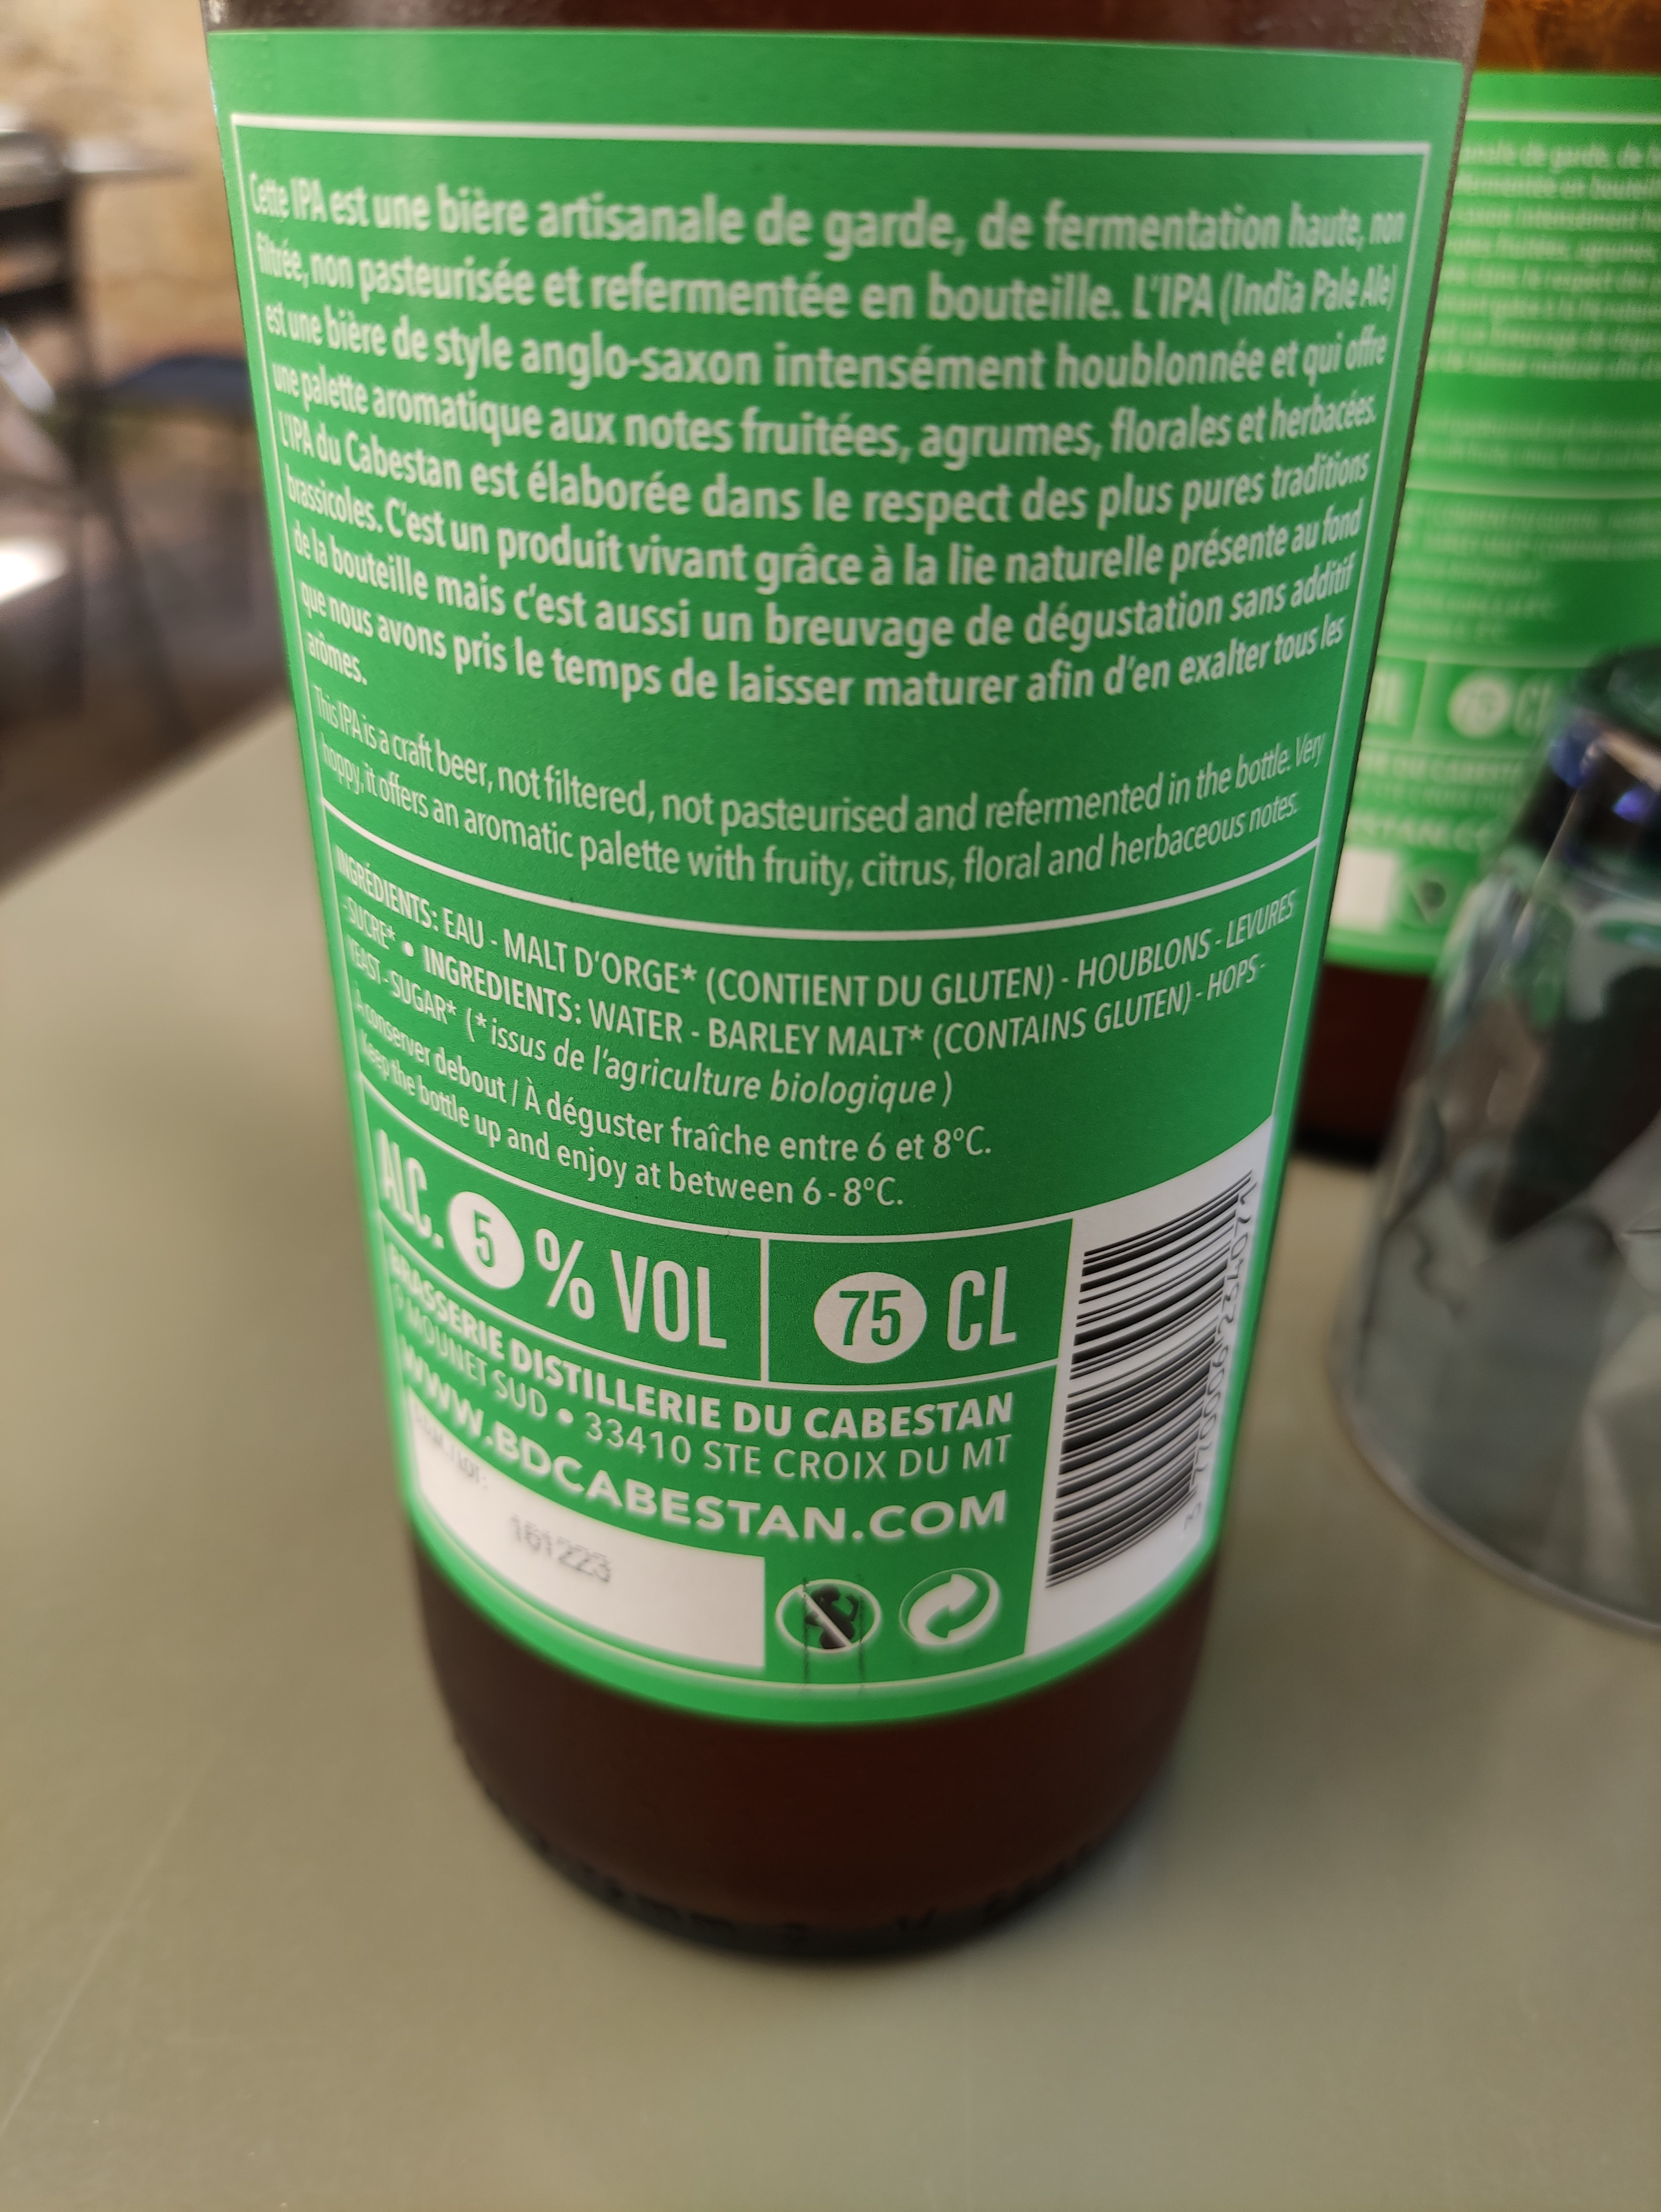 Cette IPA est une bière artisanale de garde, de fermentation haute, non
filtrée, non pasteurisée et refermentée en bouteille. L'IPA (India Pale Ale)
est une bière de style anglo-saxon intensément houblonnée et qui offre
une palette aromatique aux notes fruitées, agrumes, florales et herbacées.
L'IPA du Cabestan est élaborée dans le respect des plus pures traditions
brassicoles. C'est un produit vivant grâce à la lie naturelle présente au fond
de la bouteille mais c'est aussi un breuvage de dégustation sans additif
que nous avons pris le temps de laisser maturer afin d'en exalter tous les
arômes.
This IPA is a craft beer, not filtered, not pasteurised and refermented in the bottle. Very
hoppy, it offers an aromatic palette with fruity, citrus, floral and herbaceous notes.
INGRÉDIENTS: EAU - MALT D'ORGE* (CONTIENT DU GLUTEN) - HOUBLONS - LEVURES
- SUCRE* • INGREDIENTS: WATER - BARLEY MALT* (CONTAINS GLUTEN) - HOPS -
YEAST - SUGAR* (*issus de l'agriculture biologique)
À conserver debout / À déguster fraîche entre 6 et 8°C.
Keep the bottle up and enjoy at between 6 - 8°C.
ALC. 5 % VOL
75 CL
BRASSERIE DISTILLERIE DU CABESTAN
MOUNET SUD • 33410 STE CROIX DU MT
WWW.BDCABESTAN.COM
161223
3 770006 234071